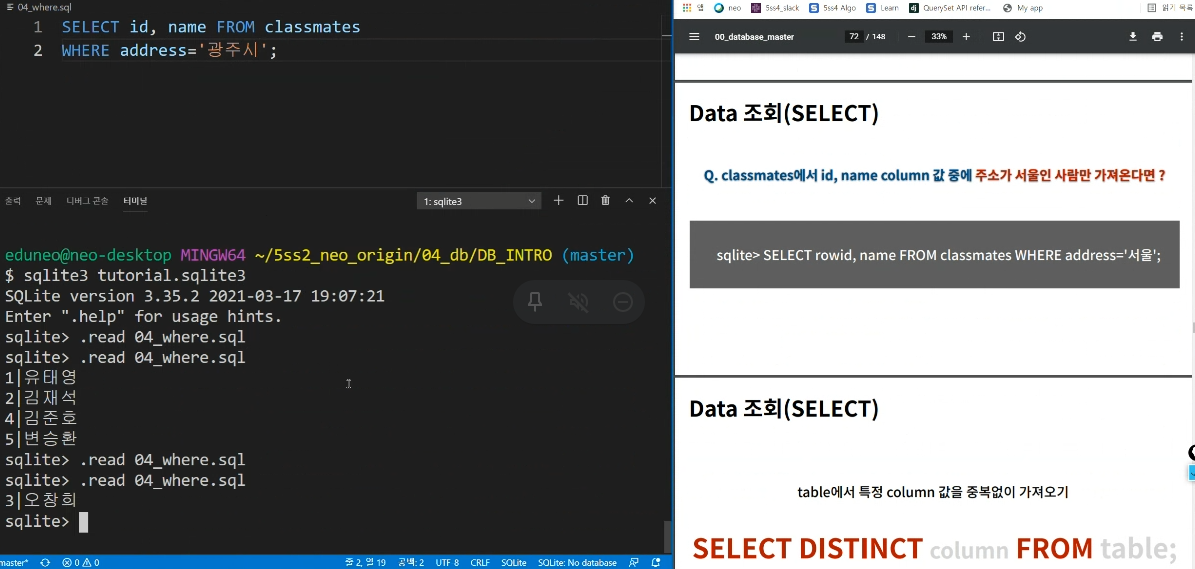 04_where.sql
1 SELECT id, name FROM classmates
2 WHERE address='광주시';
출력 문제 디버그 콘솔 터미널
1: sqlite3
eduneo@neo-desktop MINGW64 ~/5ss2_neo_origin/04_db/DB_INTRO (master)
$ sqlite3 tutorial.sqlite3
SQLite version 3.35.2 2021-03-17 19:07:21
Enter ".help" for usage hints.
sqlite> .read 04_where.sql
sqlite> .read 04_where.sql
1|유태영
2|김재석
4|김준호
5|변승환
sqlite> .read 04_where.sql
sqlite> .read 04_where.sql
3|오창희
sqlite>
master* 0 0 줄 2, 열 19 공백: 2 UTF 8 CRLF SQLite SQLite: No database
앱 neo 5ss4_slack 5ss4 Algo Learn QuerySet API refer... My app 읽기 목록
00_database_master 72 / 148 33%
Data 조회(SELECT)
Q. classmates에서 id, name column 값 중에 주소가 서울인 사람만 가져온다면 ?
sqlite> SELECT rowid, name FROM classmates WHERE address='서울';
Data 조회(SELECT)
table에서 특정 column 값을 중복없이 가져오기
SELECT DISTINCT column FROM table;